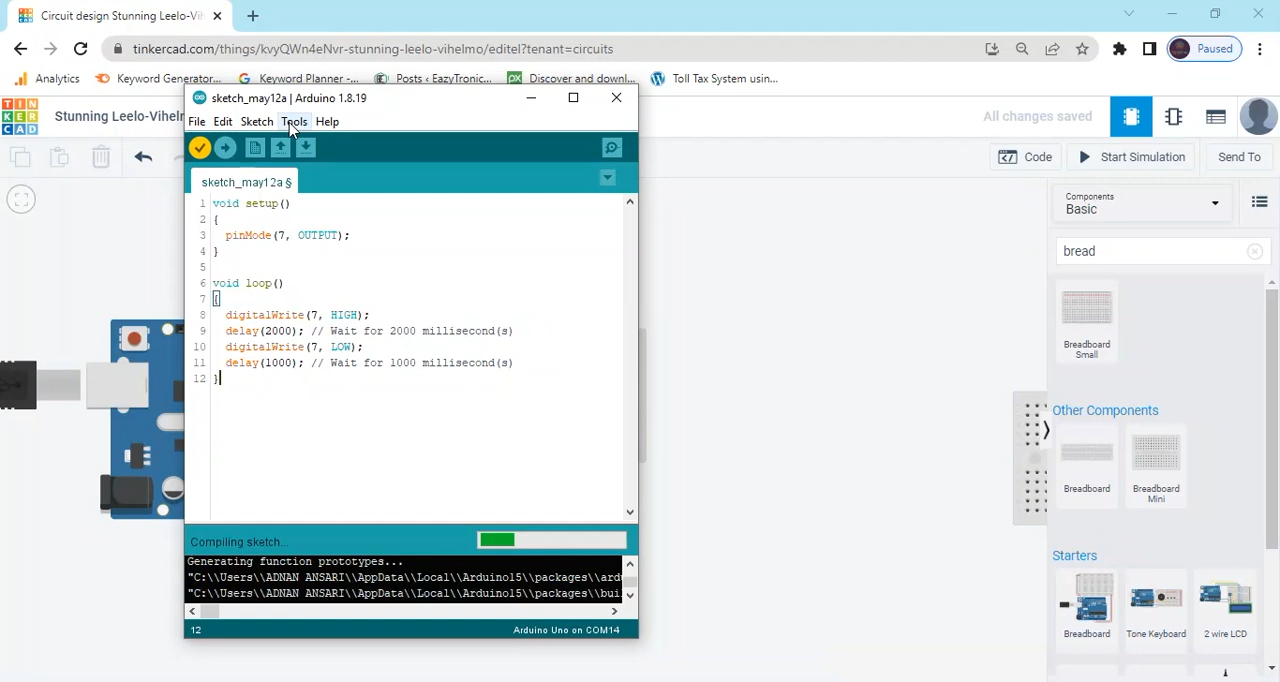 Circuit design Stunning Leelo-Vih
tinkercad.com/things/kvyQWn4eNvr-stunning-leelo-vihelmo/editel?tenant=circuits
Paused
Analytics
Keyword Generator...
Keyword Planner -...
Posts ‹ EazyTronic...
Discover and downl...
Toll Tax System usin...
TIN
KER
CAD
Stunning Leelo-Vihelm
All changes saved
Code
Start Simulation
Send To
sketch_may12a | Arduino 1.8.19
File Edit Sketch Tools Help
sketch_may12a §
1 void setup()
2 {
3 pinMode(7, OUTPUT);
4 }
5
6 void loop()
7 {
8 digitalWrite(7, HIGH);
9 delay(2000); // Wait for 2000 millisecond(s)
10 digitalWrite(7, LOW);
11 delay(1000); // Wait for 1000 millisecond(s)
12 }
Compiling sketch...
Generating function prototypes...
"C:\\Users\\ADNAN ANSARI\\AppData\\Local\\Arduino15\\packages\\ard
"C:\\Users\\ADNAN ANSARI\\AppData\\Local\\Arduino15\\packages\\bui
12
Arduino Uno on COM14
Components
Basic
bread
Breadboard
Small
Other Components
Breadboard
Breadboard
Mini
Starters
Breadboard
Tone Keyboard
2 wire LCD